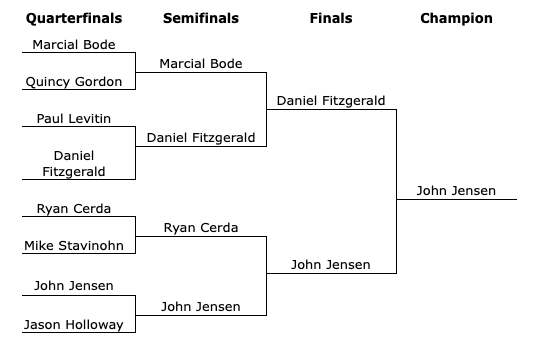 Quarterfinals Semifinals Finals Champion
Marcial Bode
Quincy Gordon
Paul Levitin
Daniel
Fitzgerald
Ryan Cerda
Mike Stavinohn
John Jensen
Jason Holloway
Marcial Bode
Daniel Fitzgerald
Ryan Cerda
John Jensen
Daniel Fitzgerald
John Jensen
John Jensen